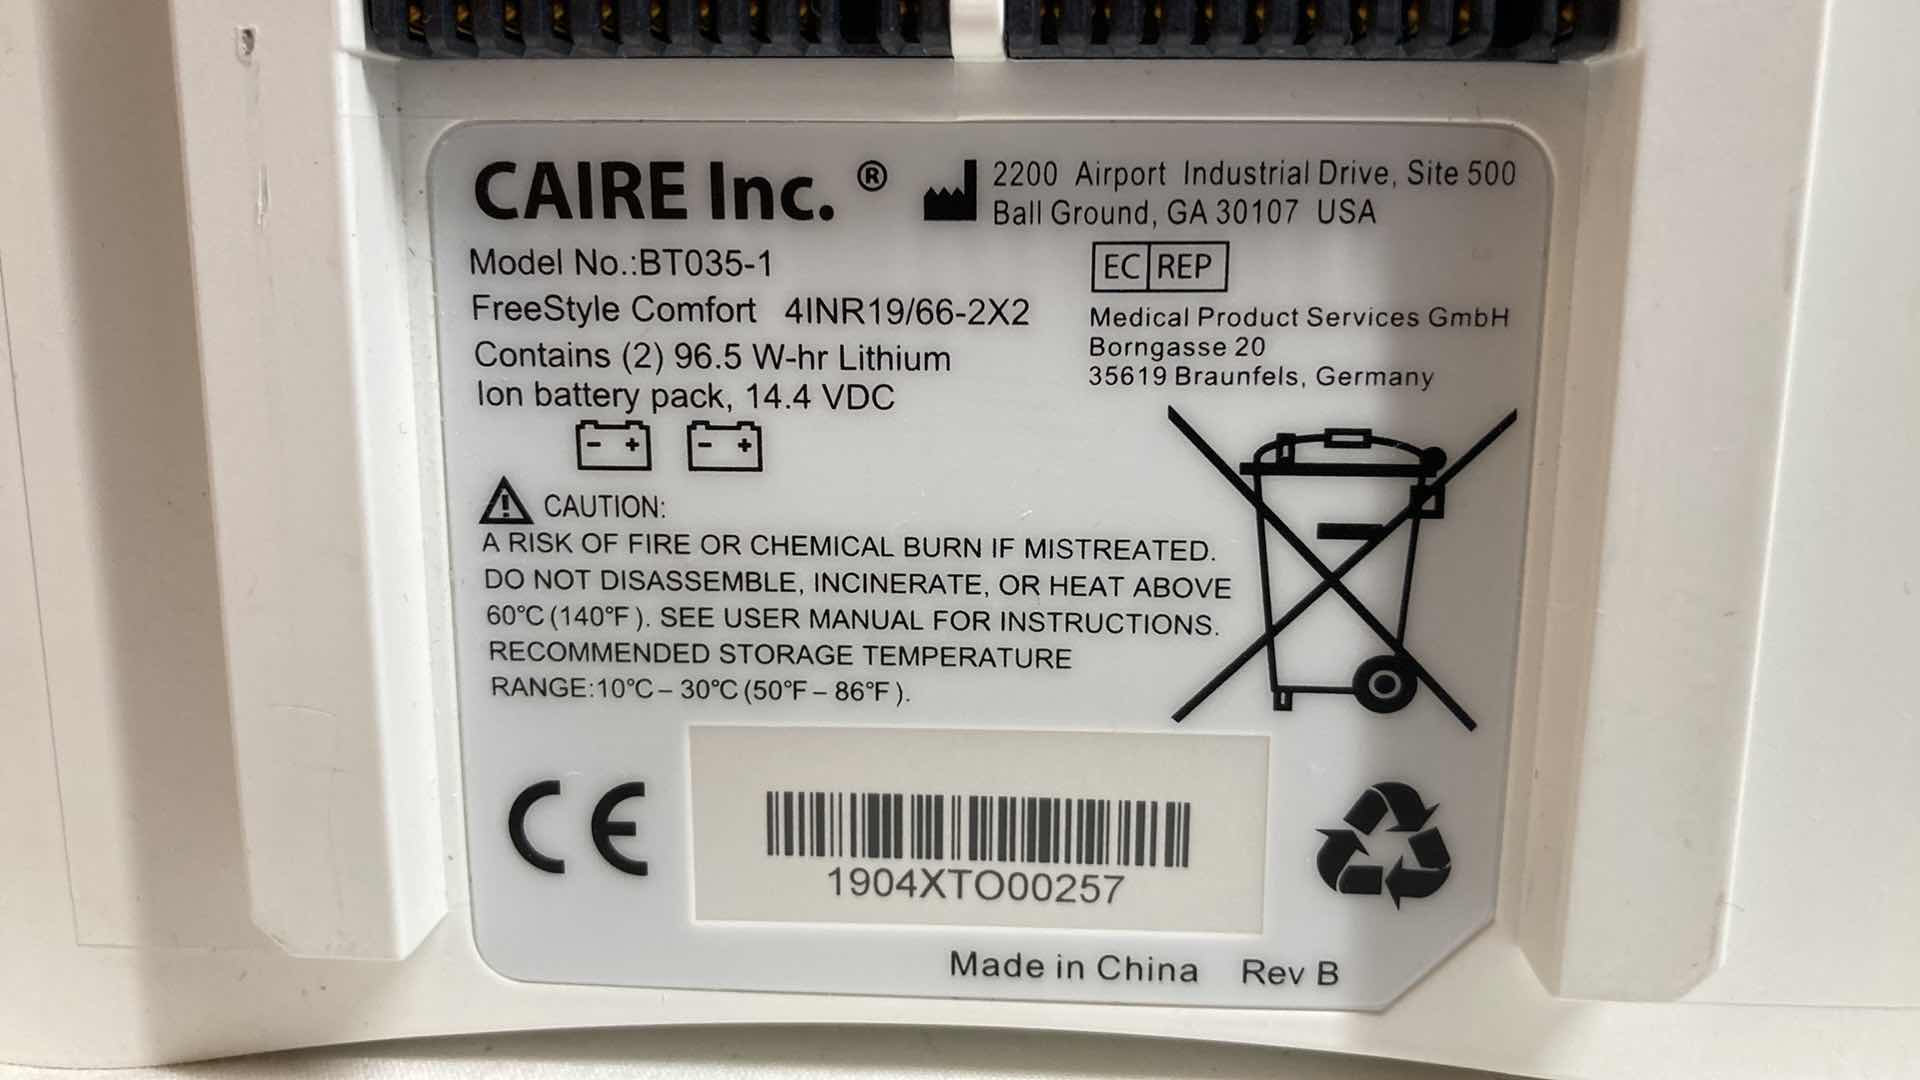 CAIRE Inc. ®
2200 Airport Industrial Drive, Site 500
Ball Ground, GA 30107 USA
Model No.:BT035-1
FreeStyle Comfort 4INR19/66-2X2
Contains (2) 96.5 W-hr Lithium
Ion battery pack, 14.4 VDC
- +
- +
EC REP
Medical Product Services GmbH
Borngasse 20
35619 Braunfels, Germany
! CAUTION:
A RISK OF FIRE OR CHEMICAL BURN IF MISTREATED.
DO NOT DISASSEMBLE, INCINERATE, OR HEAT ABOVE
60°C (140°F ). SEE USER MANUAL FOR INSTRUCTIONS.
RECOMMENDED STORAGE TEMPERATURE
RANGE:10°C – 30°C (50°F – 86°F ).
CE
1904XTO00257
Made in China Rev B